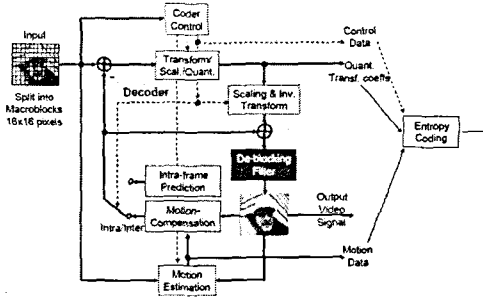 Input
Coder
Control
Control
Data
Transform/
Scal./Quant.
Quant.
Transf. coeffs
Split into
Macroblocks
16x16 pixels
Decoder
Scaling & Inv.
Transform
Entropy
Coding
De-blocking
Filter
Intra-frame
Prediction
Output
Video
Signal
Motion-
Compensation
Intra/Inter
Motion
Data
Motion
Estimation